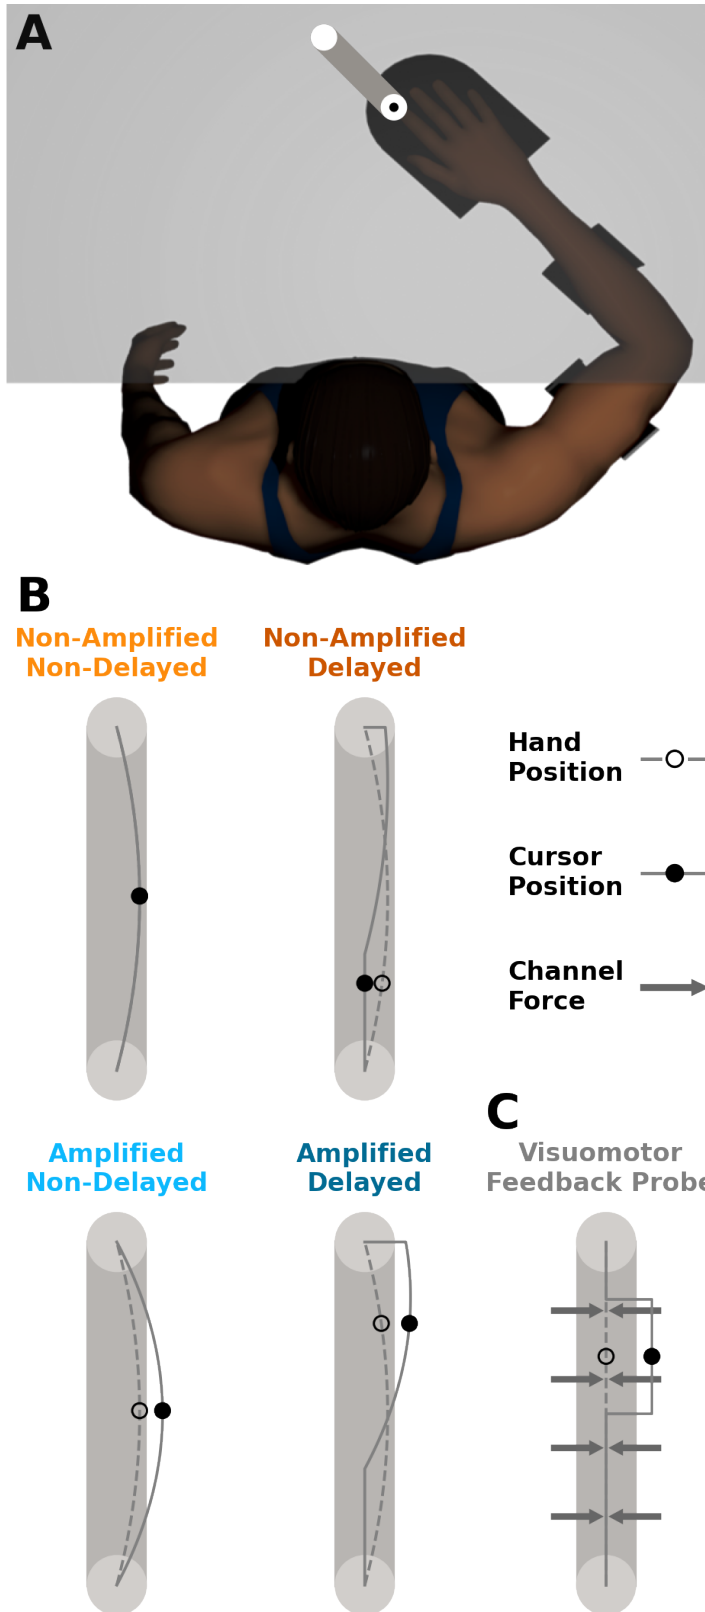 A
B
Non-Amplified
Non-Delayed
Non-Amplified
Delayed
Hand
Position
Cursor
Position
Channel
Force
Amplified
Non-Delayed
Amplified
Delayed
C
Visuomotor
Feedback Probe